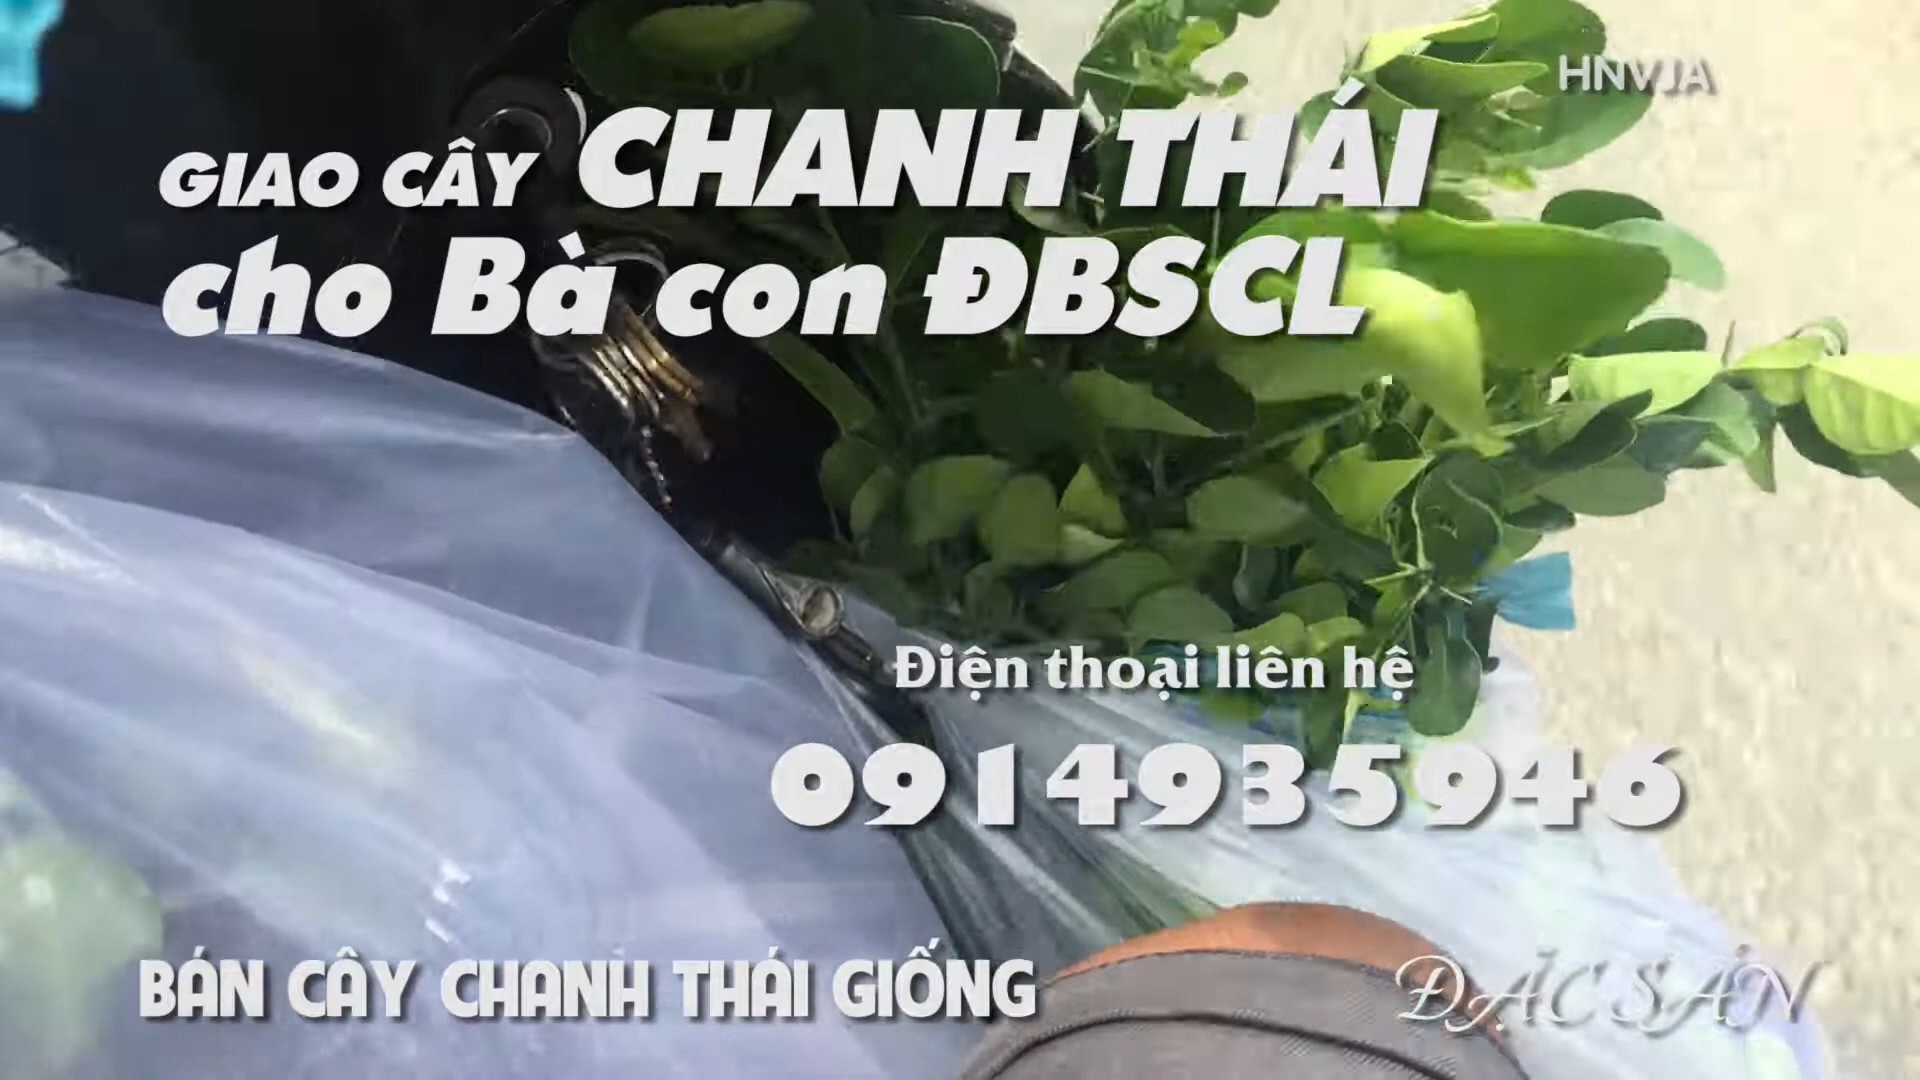 HNVJA
GIAO CÂY CHANH THÁI
cho Bà con ĐBSCL
Điện thoại liên hệ
0914935946
BÁN CÂY CHANH THÁI GIỐNG
ĐẶC SẢN